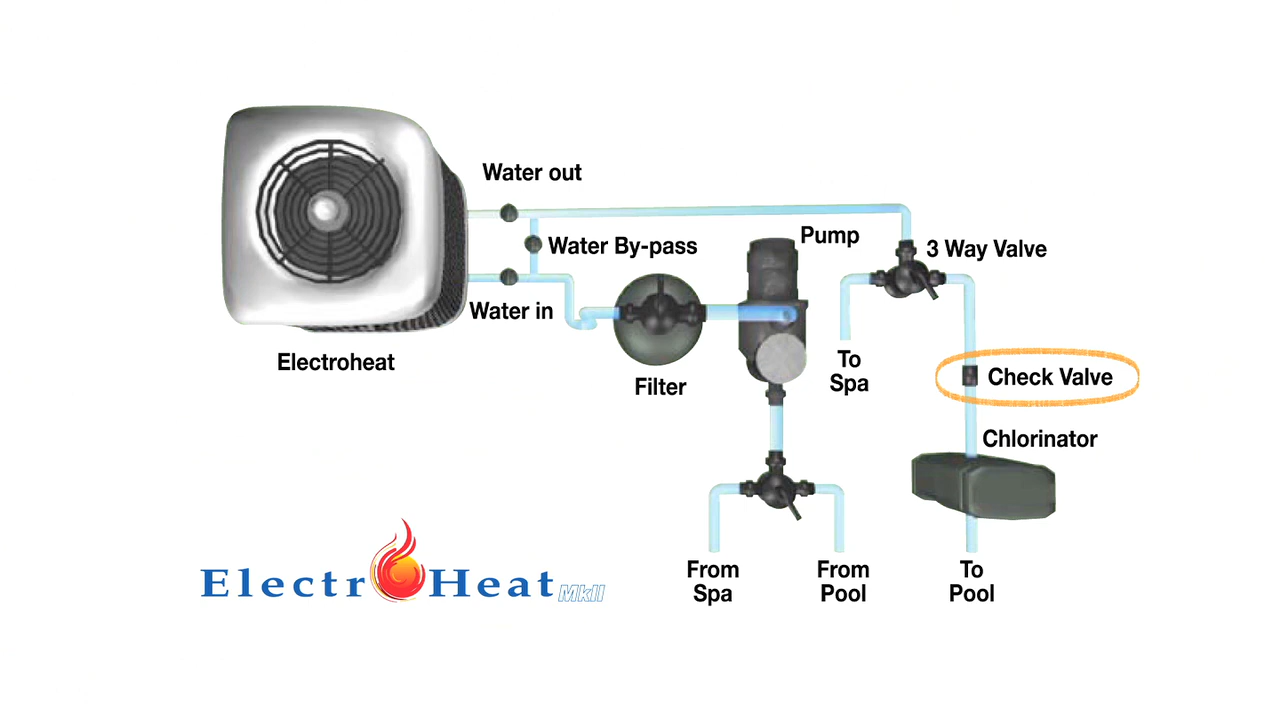 Water out
Water By-pass
Pump
3 Way Valve
Water in
Electroheat
Filter
To
Spa
Check Valve
Chlorinator
From
Spa
From
Pool
To
Pool
ElectroHeat MkII